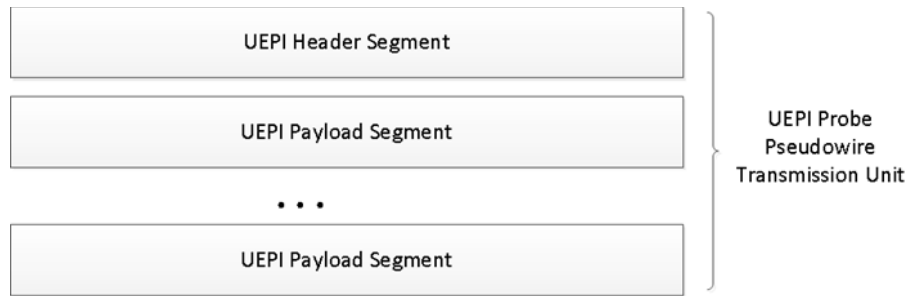 UEPI Header Segment
UEPI Payload Segment
UEPI Probe
Pseudowire
Transmission Unit
• • •
UEPI Payload Segment